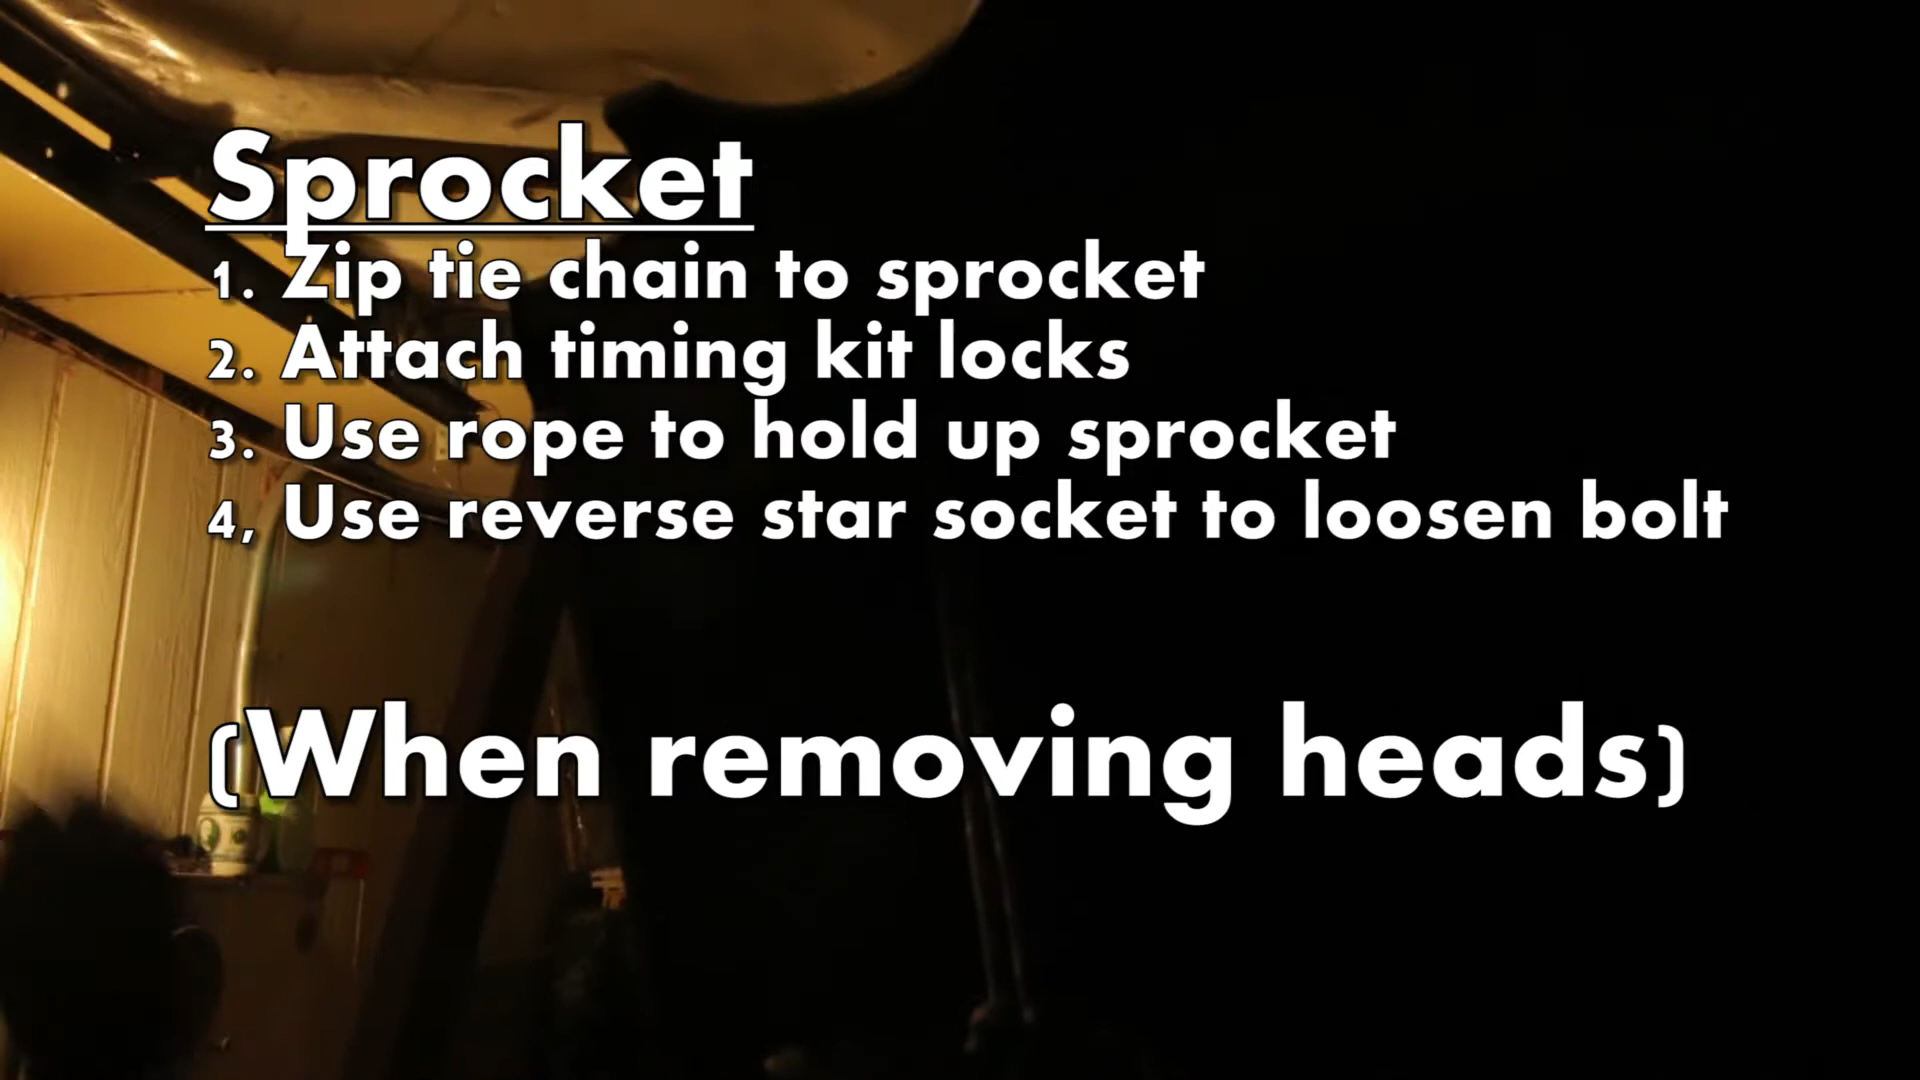 Sprocket
1. Zip tie chain to sprocket
2. Attach timing kit locks
3. Use rope to hold up sprocket
4, Use reverse star socket to loosen bolt
(When removing heads)